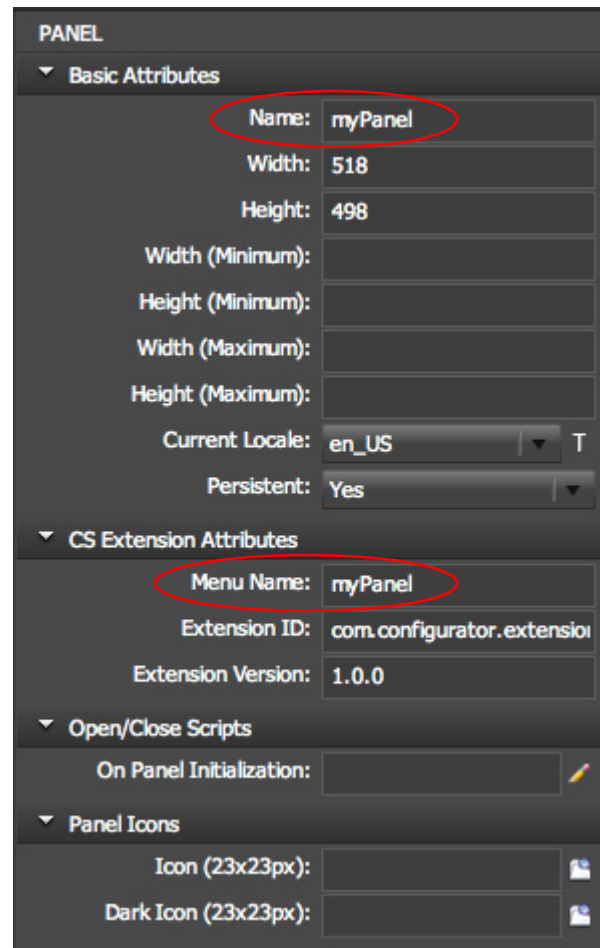 PANEL
Basic Attributes
Name: myPanel
Width: 518
Height: 498
Width (Minimum):
Height (Minimum):
Width (Maximum):
Height (Maximum):
Current Locale: en_US T
Persistent: Yes
CS Extension Attributes
Menu Name: myPanel
Extension ID: com.configurator.extension
Extension Version: 1.0.0
Open/Close Scripts
On Panel Initialization:
Panel Icons
Icon (23x23px):
Dark Icon (23x23px):